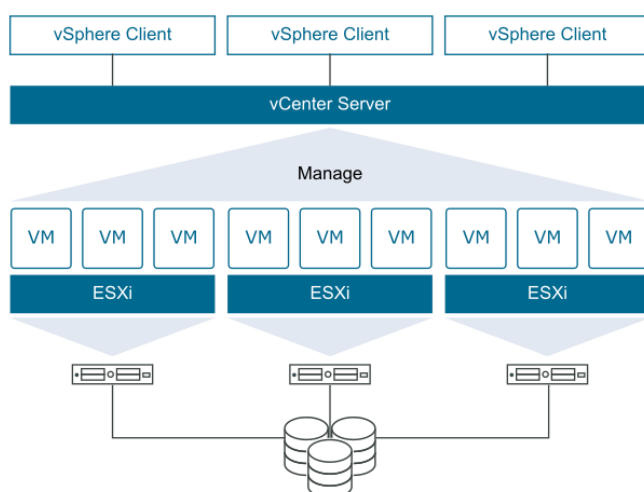 vSphere Client vSphere Client vSphere Client
vCenter Server
Manage
VM VM VM VM VM VM VM VM VM
ESXi ESXi ESXi